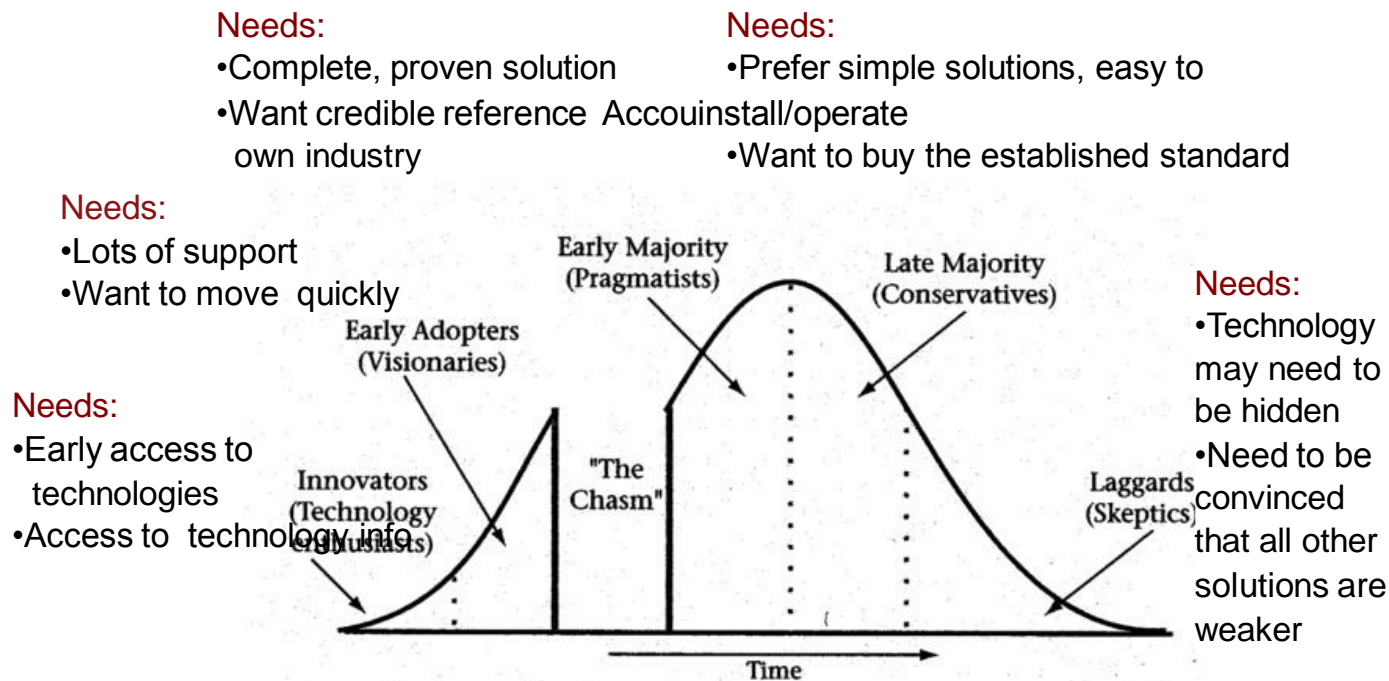 Needs:
•Complete, proven solution
•Want credible reference Accouinstall/operate
own industry
Needs:
•Prefer simple solutions, easy to
•Want to buy the established standard
Needs:
•Lots of support
•Want to move quickly
Needs:
•Early access to
technologies
•Access to technology info
Innovators
(Technology
enthusiasts)
Early Adopters
(Visionaries)
"The
Chasm"
Early Majority
(Pragmatists)
Late Majority
(Conservatives)
Laggards
(Skeptics)
Needs:
•Technology
may need to
be hidden
•Need to be
convinced
that all other
solutions are
weaker
Time